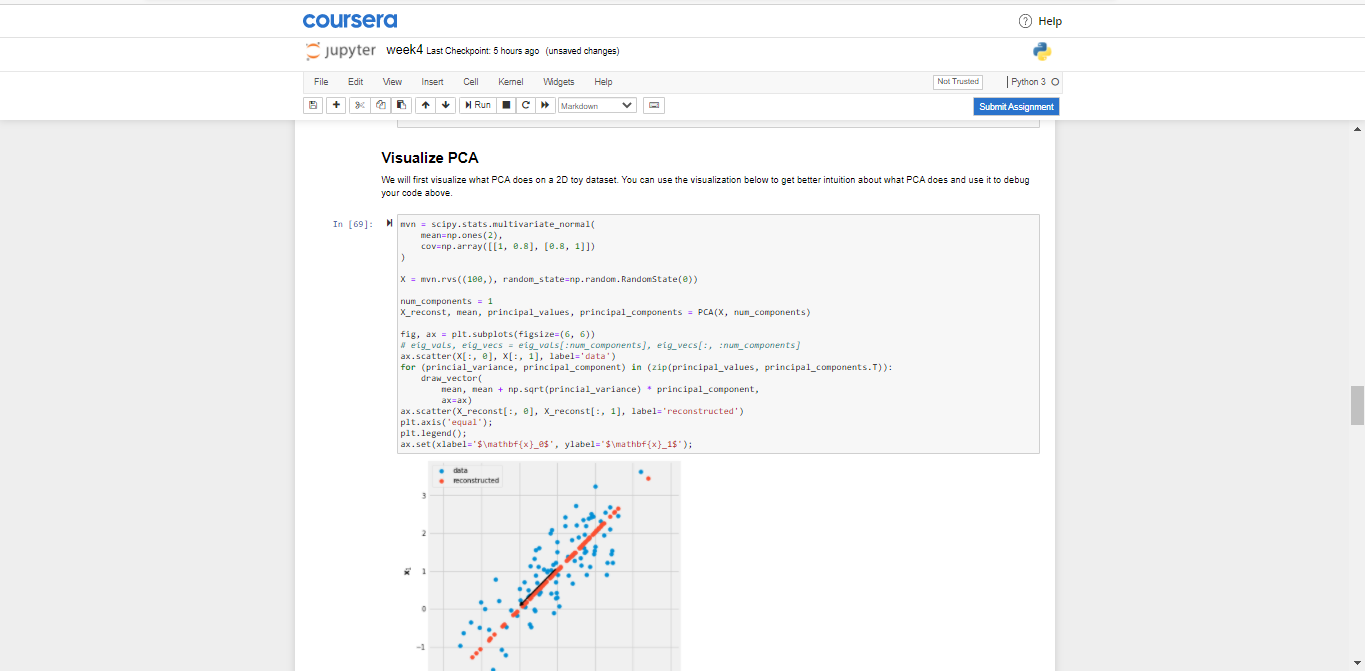 coursera
Help
jupyter week4 Last Checkpoint: 5 hours ago (unsaved changes)
File Edit View Insert Cell Kernel Widgets Help
Not Trusted
Python 3
Run
Markdown
Submit Assignment
Visualize PCA
We will first visualize what PCA does on a 2D toy dataset. You can use the visualization below to get better intuition about what PCA does and use it to debug
your code above.
In [69]:
mvn = scipy.stats.multivariate_normal(
    mean=np.ones(2),
    cov=np.array([[1, 0.8], [0.8, 1]])
)
X = mvn.rvs((100,), random_state=np.random.RandomState(0))
num_components = 1
X_reconst, mean, principal_values, principal_components = PCA(X, num_components)
fig, ax = plt.subplots(figsize=(6, 6))
# eig_vals, eig_vecs = eig_vals[:num_components], eig_vecs[:, :num_components]
ax.scatter(X[:, 0], X[:, 1], label='data')
for (princial_variance, principal_component) in (zip(principal_values, principal_components.T)):
    draw_vector(
        mean, mean + np.sqrt(princial_variance) * principal_component,
        ax=ax)
ax.scatter(X_reconst[:, 0], X_reconst[:, 1], label='reconstructed')
plt.axis('equal');
plt.legend();
ax.set(xlabel='$\mathbf{x}_0$', ylabel='$\mathbf{x}_1$');
data
reconstructed
3
2
1
0
−1